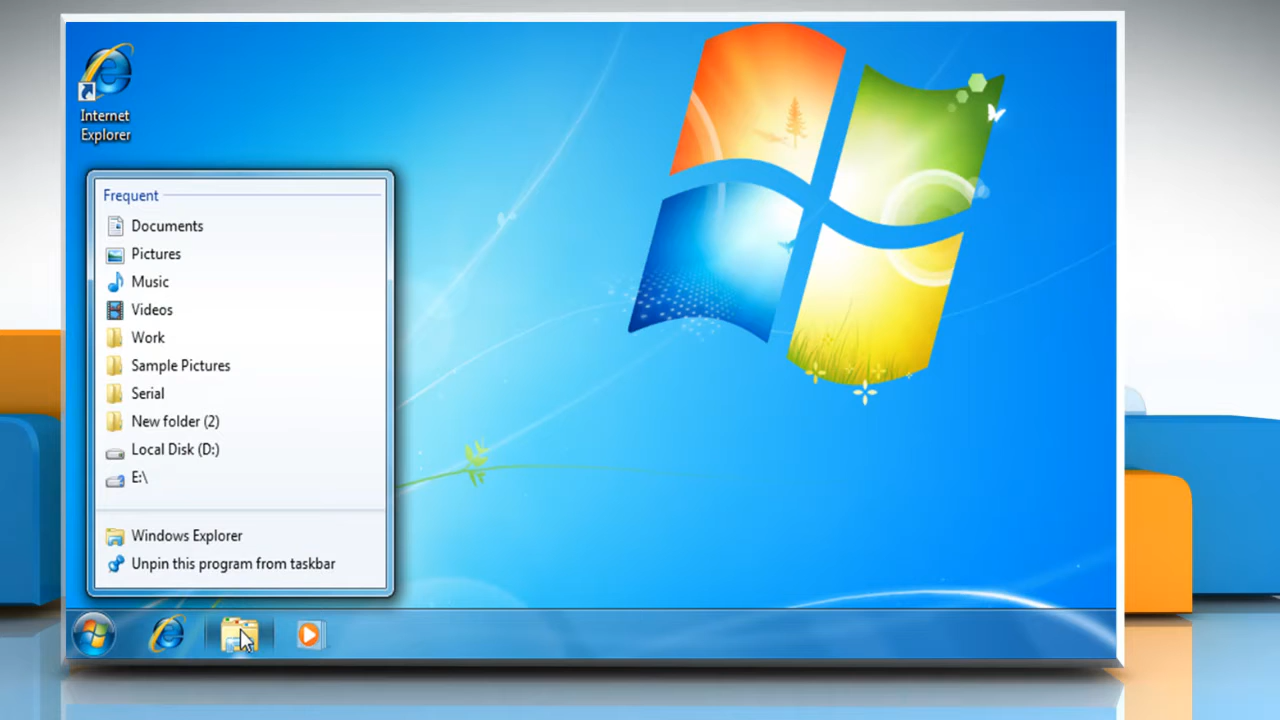 Internet
Explorer
Frequent
Documents
Pictures
Music
Videos
Work
Sample Pictures
Serial
New folder (2)
Local Disk (D:)
E:\
Windows Explorer
Unpin this program from taskbar